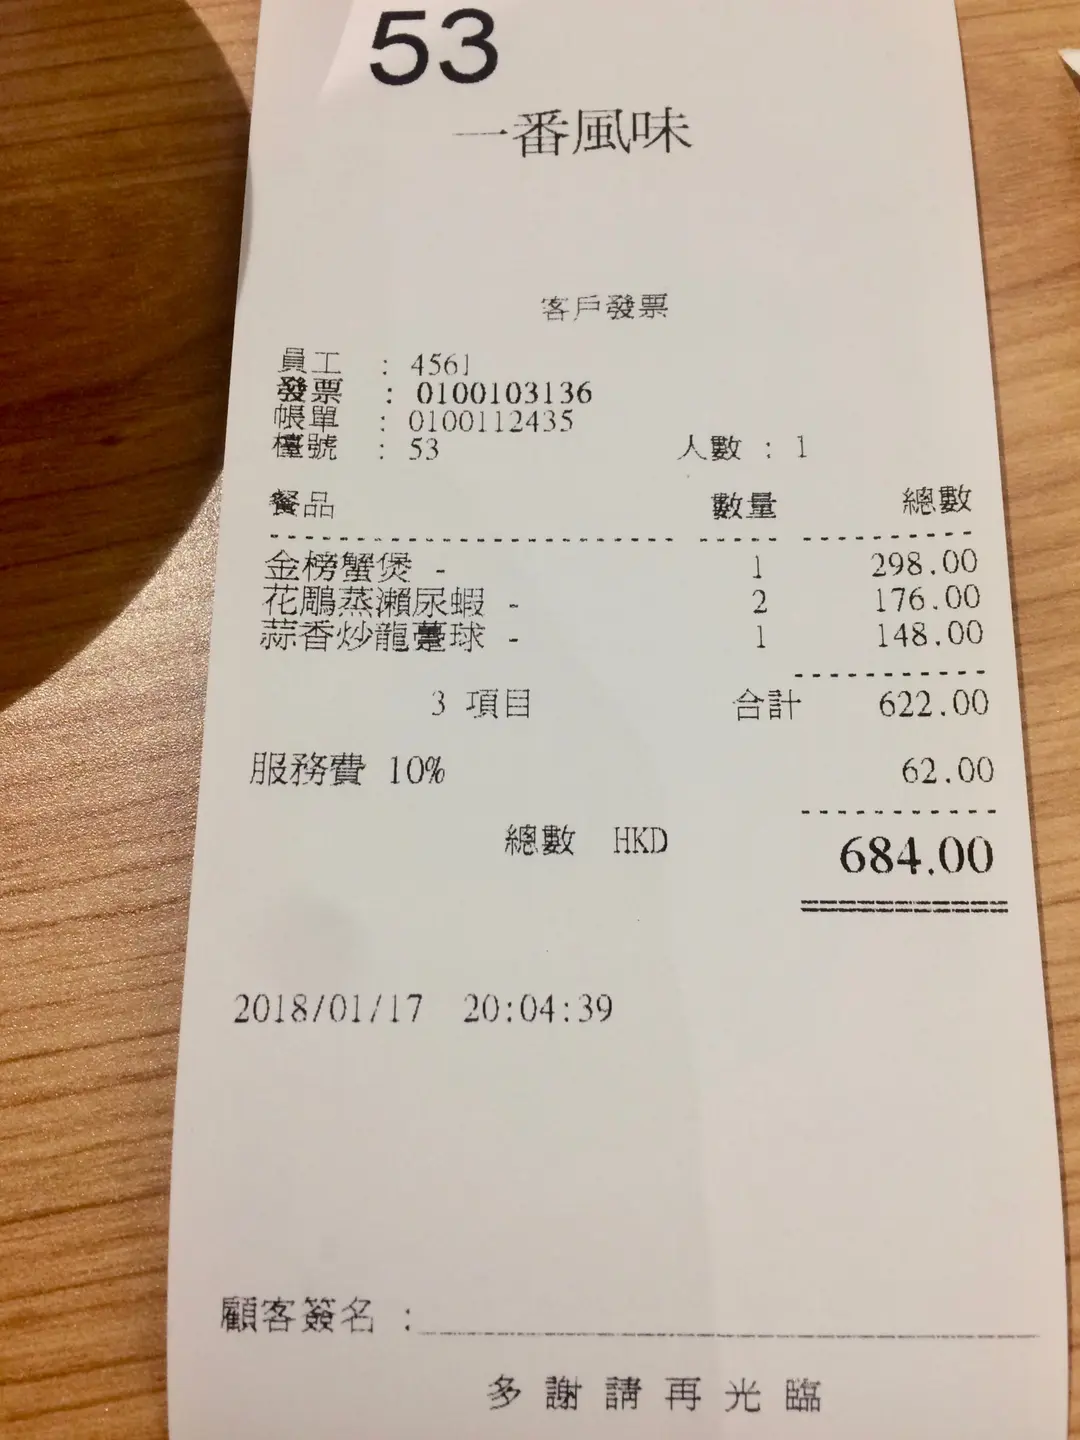 53
一番風味
客戶發票
員工 : 4561
發票 : 0100103136
帳單 : 0100112435
檯號 : 53 人數 : 1
餐品 數量 總數
金榜蟹煲 - 1 298.00
花鵰蒸瀨尿蝦 - 2 176.00
蒜香炒龍躉球 - 1 148.00
3 項目 合計 622.00
服務費 10% 62.00
總數 HKD 684.00
2018/01/17 20:04:39
顧客簽名 :
多謝請再光臨